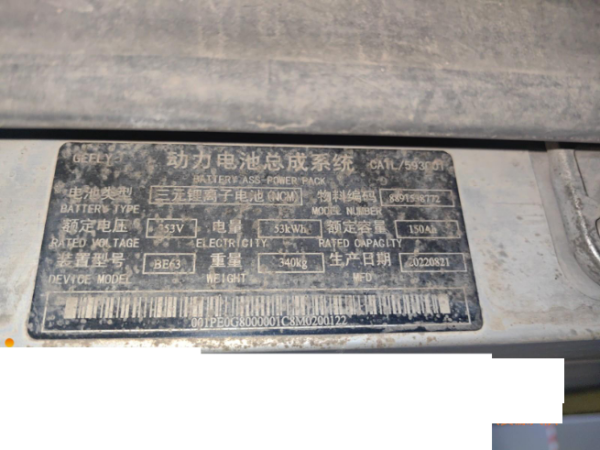 GEELY 动力电池总成系统
BATTERY ASS-POWER PACK
电池类型 三元锂离子电池(NCM) 物料编码
BATTERY TYPE MODEL NUMBER
额定电压 353V 电量 53kWh 额定容量 150Ah
RATED VOLTAGE ELECTRICITY RATED CAPACITY
装置型号 BE63 重量 340kg 生产日期 20220821
DEVICE MODEL WEIGHT MFD
001PE0G8000001C8M0200122